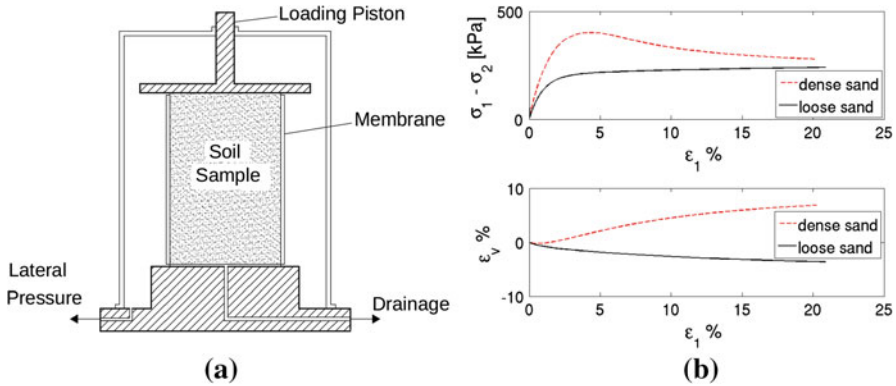 Loading Piston
Membrane
Soil
Sample
Lateral
Pressure
Drainage
(a)
500
250
0
0
5
10
15
20
25
σ₁ - σ₂ [kPa]
ε₁ %
dense sand
loose sand
10
0
-10
0
5
10
15
20
25
εᵥ %
ε₁ %
dense sand
loose sand
(b)